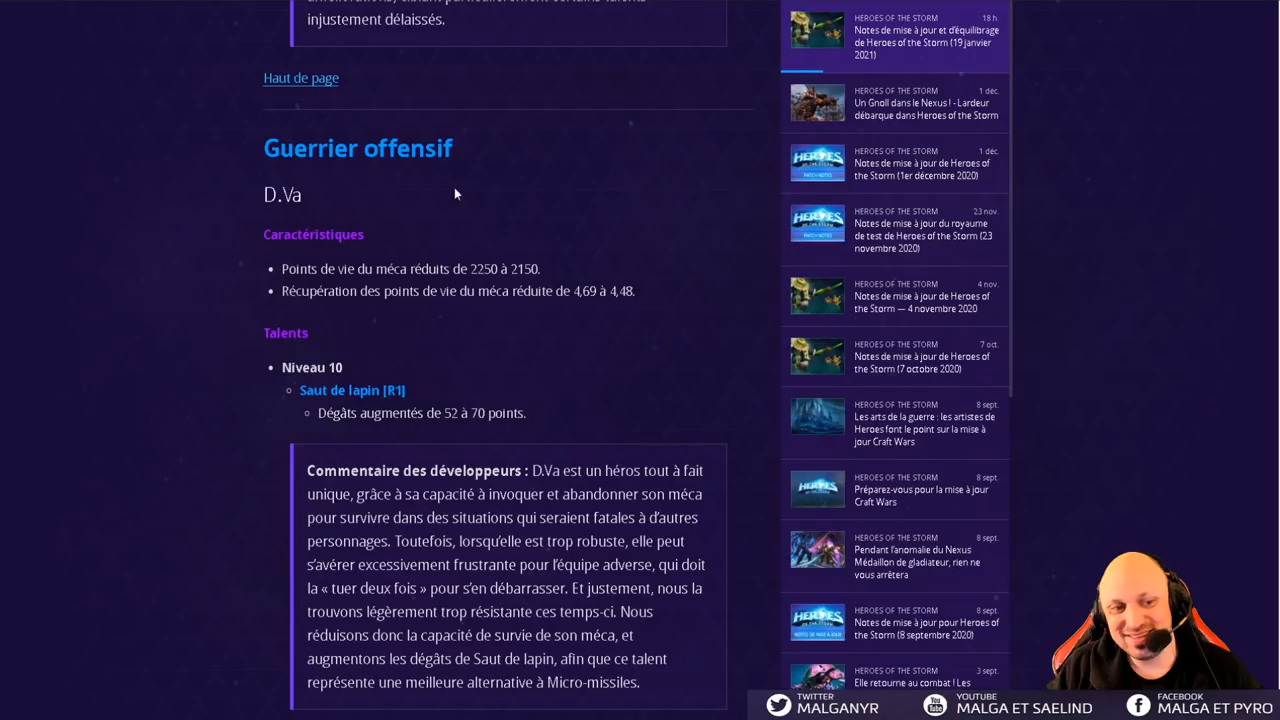 injustement délaissés.
Haut de page
Guerrier offensif
D.Va
Caractéristiques
Points de vie du méca réduits de 2250 à 2150.
Récupération des points de vie du méca réduite de 4,69 à 4,48.
Talents
Niveau 10
Saut de lapin [R1]
Dégâts augmentés de 52 à 70 points.
Commentaire des développeurs : D.Va est un héros tout à fait
unique, grâce à sa capacité à invoquer et abandonner son méca
pour survivre dans des situations qui seraient fatales à d’autres
personnages. Toutefois, lorsqu’elle est trop robuste, elle peut
s’avérer excessivement frustrante pour l’équipe adverse, qui doit
la « tuer deux fois » pour s’en débarrasser. Et justement, nous la
trouvons légèrement trop résistante ces temps-ci. Nous
réduisons donc la capacité de survie de son méca, et
augmentons les dégâts de Saut de lapin, afin que ce talent
représente une meilleure alternative à Micro-missiles.
HEROES OF THE STORM 18 h.
Notes de mise à jour et d'équilibrage
de Heroes of the Storm (19 janvier
2021)
HEROES OF THE STORM 1 déc.
Un Gnoll dans le Nexus ! - Lardeur
débarque dans Heroes of the Storm
HEROES OF THE STORM 1 déc.
Notes de mise à jour de Heroes of
the Storm (1er décembre 2020)
HEROES OF THE STORM 23 nov.
Notes de mise à jour du royaume
de test de Heroes of the Storm (23
novembre 2020)
HEROES OF THE STORM 4 nov.
Notes de mise à jour de Heroes of
the Storm — 4 novembre 2020
HEROES OF THE STORM 7 oct.
Notes de mise à jour de Heroes of
the Storm (7 octobre 2020)
HEROES OF THE STORM 8 sept.
Les arts de la guerre : les artistes de
Heroes font le point sur la mise à
jour Craft Wars
HEROES OF THE STORM 8 sept.
Préparez-vous pour la mise à jour
Craft Wars
HEROES OF THE STORM 8 sept.
Pendant l’anomalie du Nexus
Médaillon de gladiateur, rien ne
vous arrêtera
HEROES OF THE STORM 8 sept.
Notes de mise à jour pour Heroes of
the Storm (8 septembre 2020)
HEROES OF THE STORM 3 sept.
Elle retourne au combat ! Les
HEROES
PATCH NOTES
HEROES
PATCH NOTES
HEROES
HEROES
NOTES DE MISE À JOUR
TWITTER
MALGANYR
YOUTUBE
MALGA ET SAELIND
FACEBOOK
MALGA ET PYRO